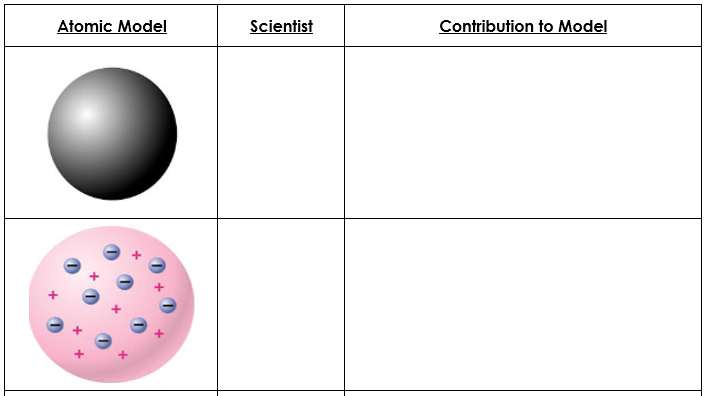 Atomic Model Scientist Contribution to Model
− − − + + − − + − + + − − − + + − + +